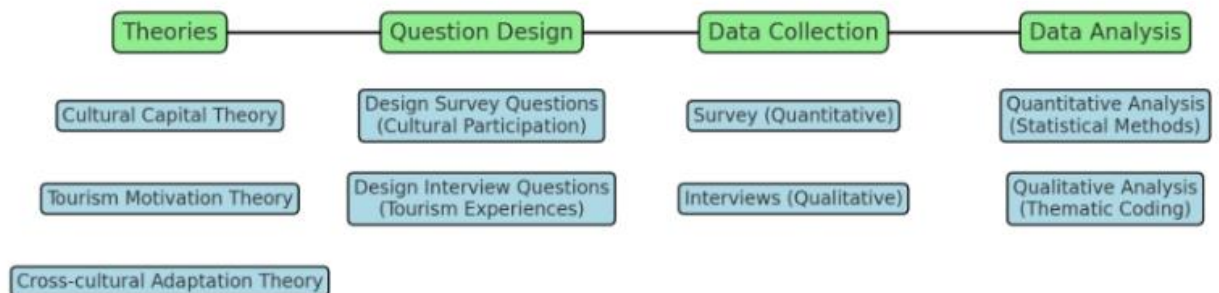 Theories
Question Design
Data Collection
Data Analysis
Cultural Capital Theory
Design Survey Questions
(Cultural Participation)
Survey (Quantitative)
Quantitative Analysis
(Statistical Methods)
Tourism Motivation Theory
Design Interview Questions
(Tourism Experiences)
Interviews (Qualitative)
Qualitative Analysis
(Thematic Coding)
Cross-cultural Adaptation Theory